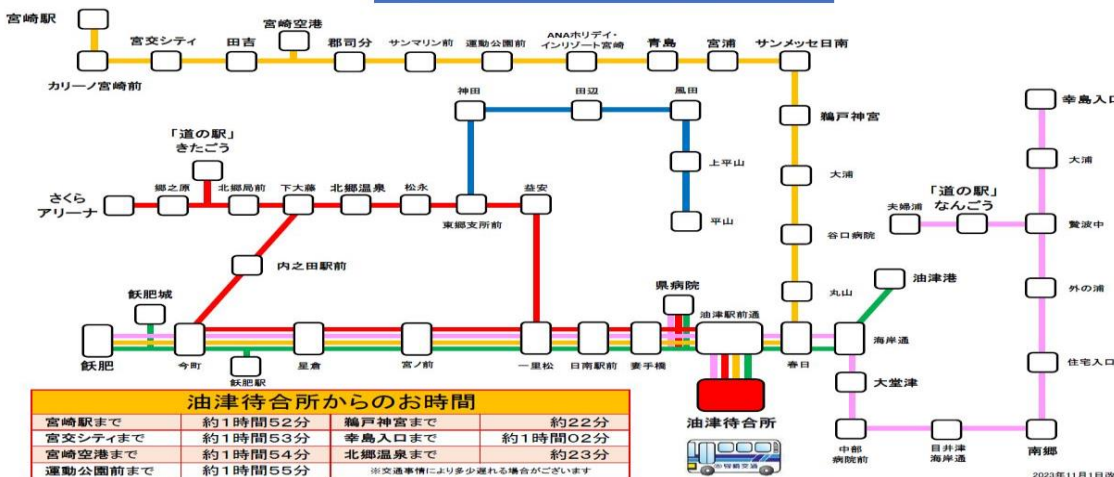 宮崎駅
カリーノ宮崎前
宮交シティ
田吉
宮崎空港
郡司分
サンマリン前
運動公園前
ANAホリデイ・
インリゾート宮崎
青島
宮浦
サンメッセ日南
鵜戸神宮
大浦
谷口病院
丸山
神田
田辺
風田
上平山
平山
幸島入口
大浦
「道の駅」
なんごう
夫婦浦
鷲波中
外の浦
住宅入口
「道の駅」
きたごう
さくら
アリーナ
郷之原
北郷局前
下大藤
北郷温泉
松永
東郷支所前
益安
内之田駅前
飫肥城
飫肥
今町
飫肥駅
星倉
宮ノ前
一里松
日南駅前
妻手橋
県病院
油津駅前通
春日
海岸通
油津港
大堂津
中部
病院前
目井津
海岸通
南郷
油津待合所
油津待合所からのお時間
宮崎駅まで 約1時間52分 鵜戸神宮まで 約22分
宮交シティまで 約1時間53分 幸島入口まで 約1時間02分
宮崎空港まで 約1時間54分 北郷温泉まで 約23分
運動公園前まで 約1時間55分 ※交通事情により多少遅れる場合がございます
2023年11月1日改